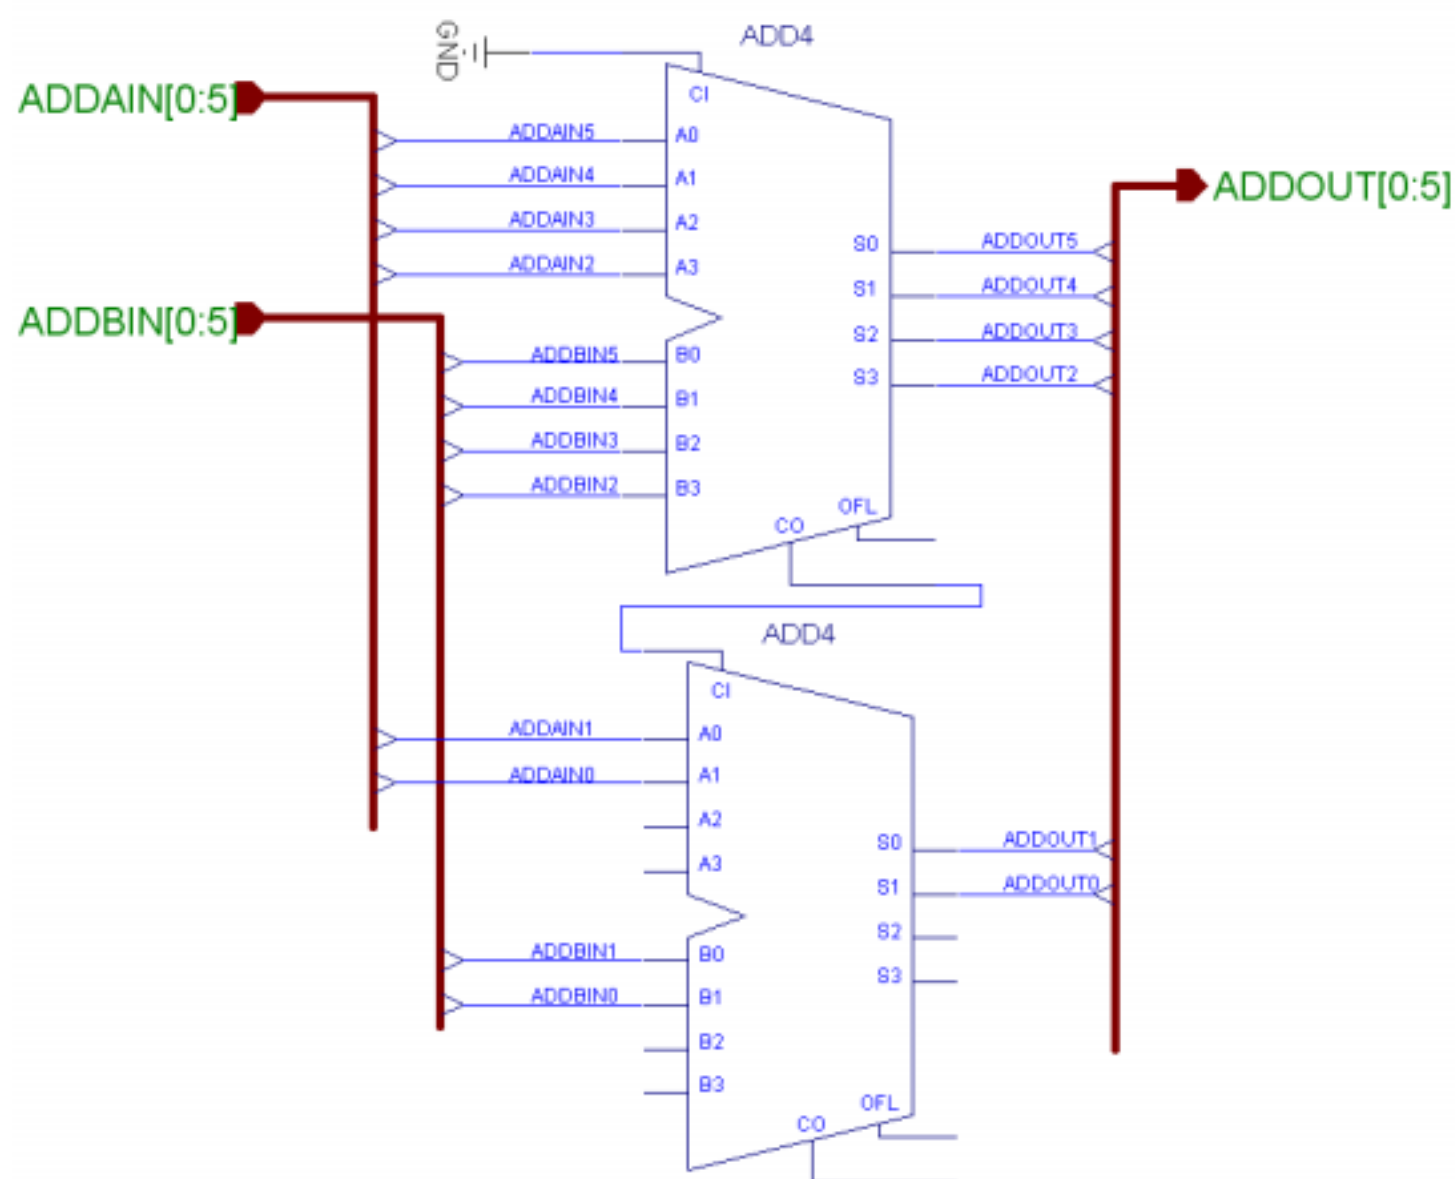 GND
ADD4
ADDAIN[0:5]
CI
ADDAIN5 A0
ADDAIN4 A1
ADDAIN3 A2
ADDAIN2 A3
ADDOUT[0:5]
S0 ADDOUT5
S1 ADDOUT4
S2 ADDOUT3
S3 ADDOUT2
ADDBIN[0:5]
ADDBIN5 B0
ADDBIN4 B1
ADDBIN3 B2
ADDBIN2 B3
OFL
CO
ADD4
CI
ADDAIN1 A0
ADDAIN0 A1
A2
A3
S0 ADDOUT1
S1 ADDOUT0
S2
S3
ADDBIN1 B0
ADDBIN0 B1
B2
B3
OFL
CO